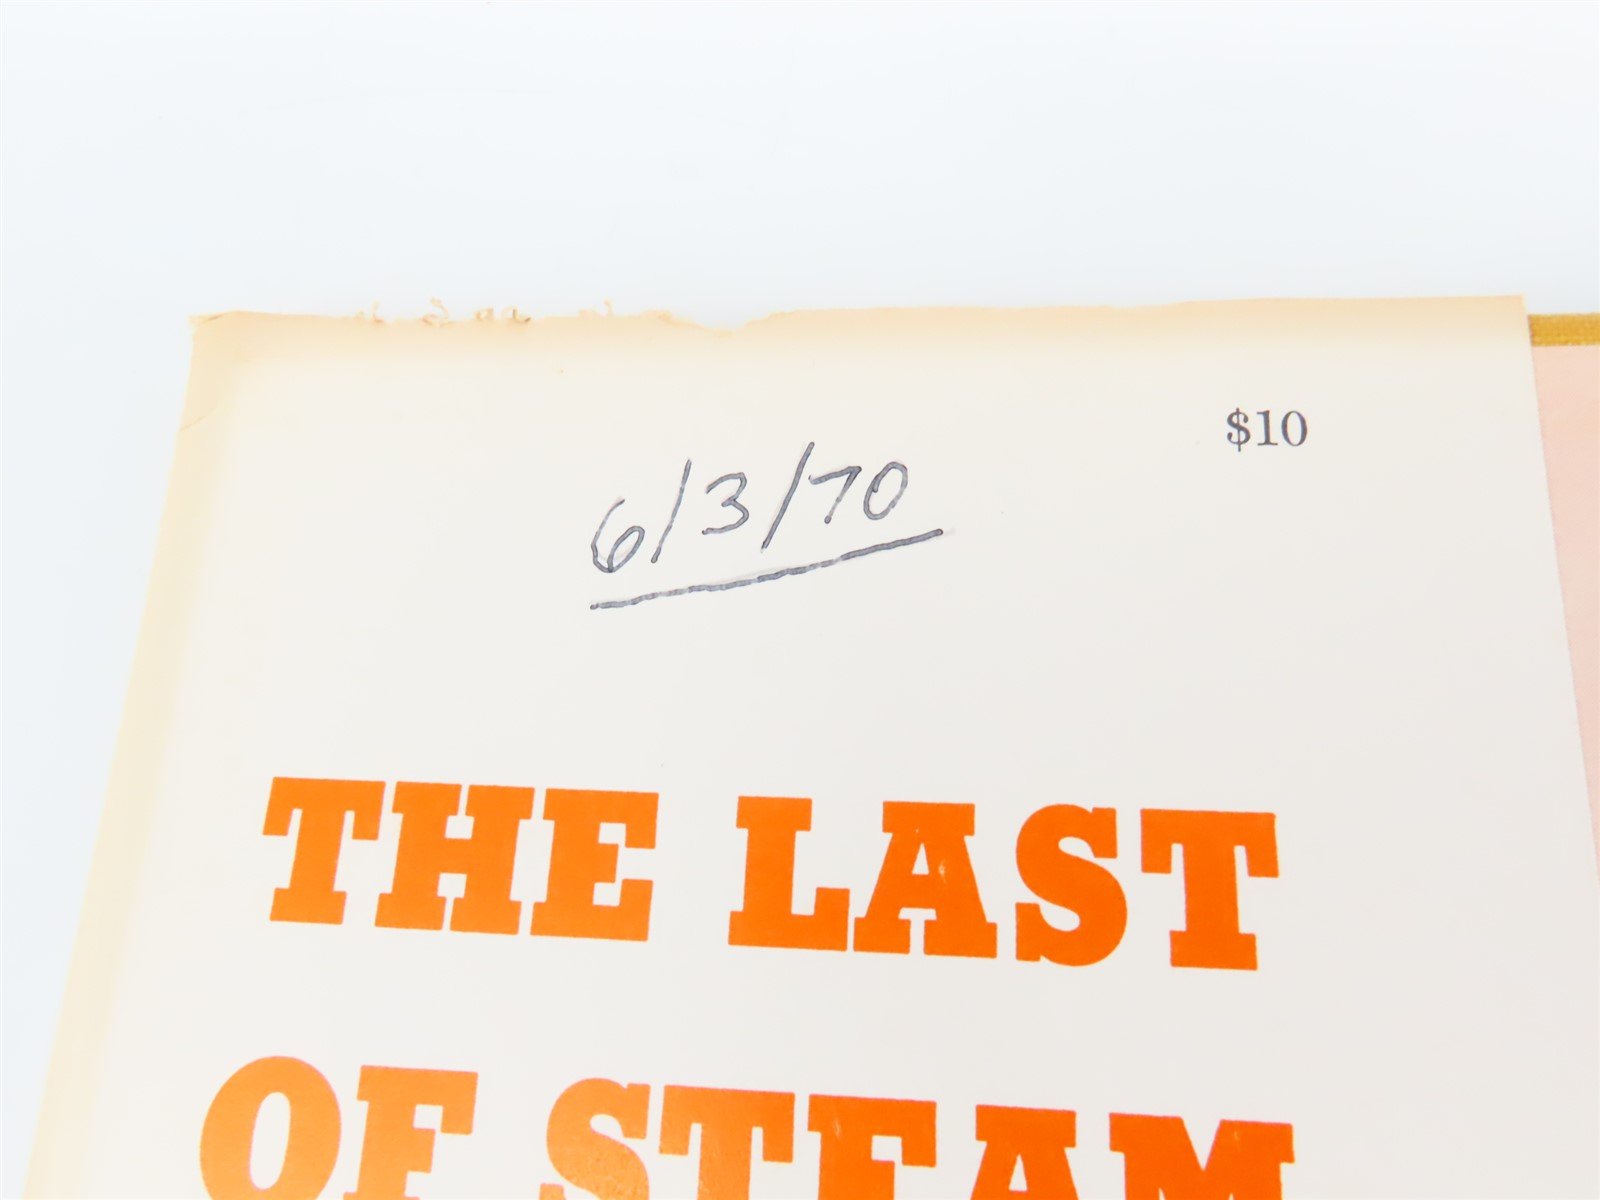 $10
6/3/70
THE LAST
OF STEAM